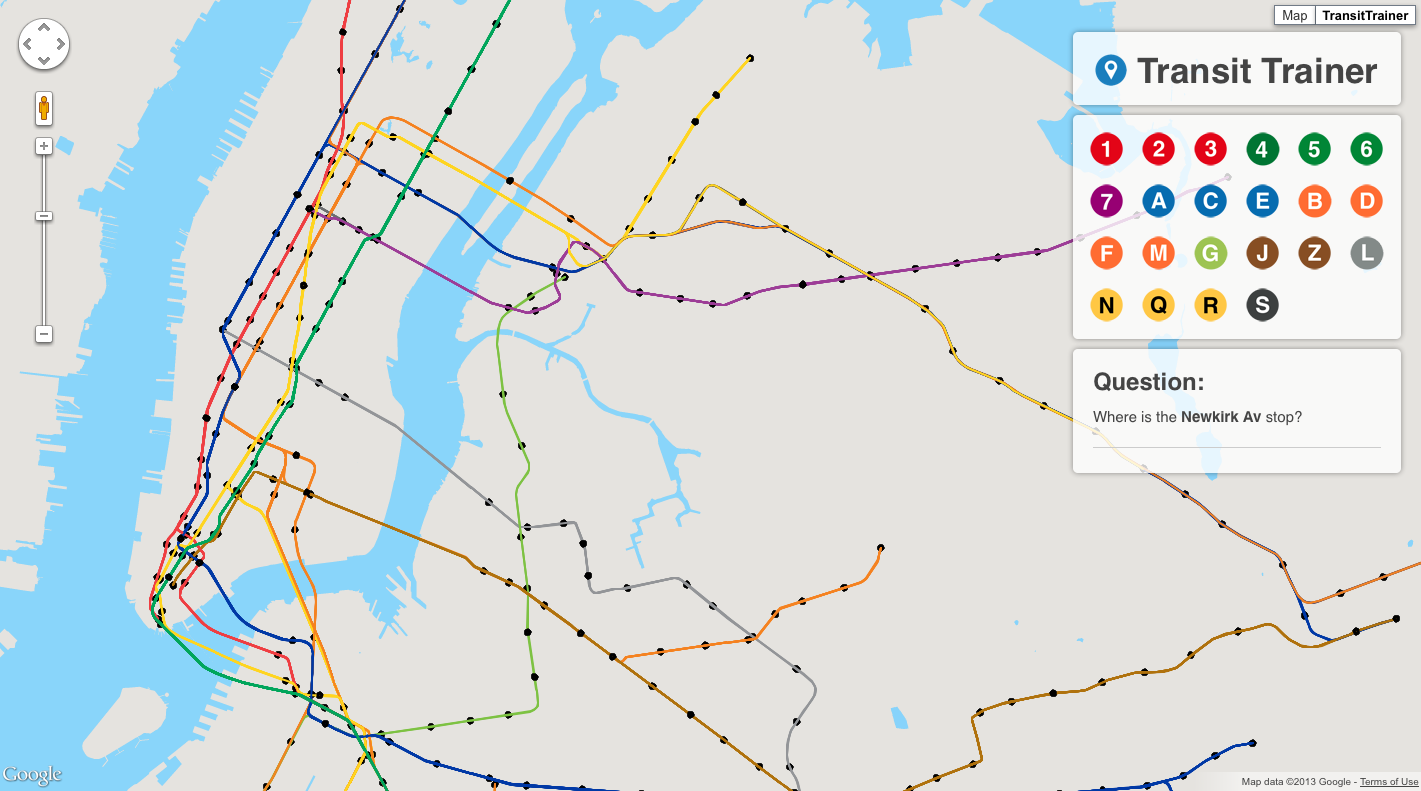 Map TransitTrainer
Transit Trainer
1 2 3 4 5 6
7 A C E B D
F M G J Z L
N Q R S
Question:
Where is the Newkirk Av stop?
Google
Map data ©2013 Google - Terms of Use